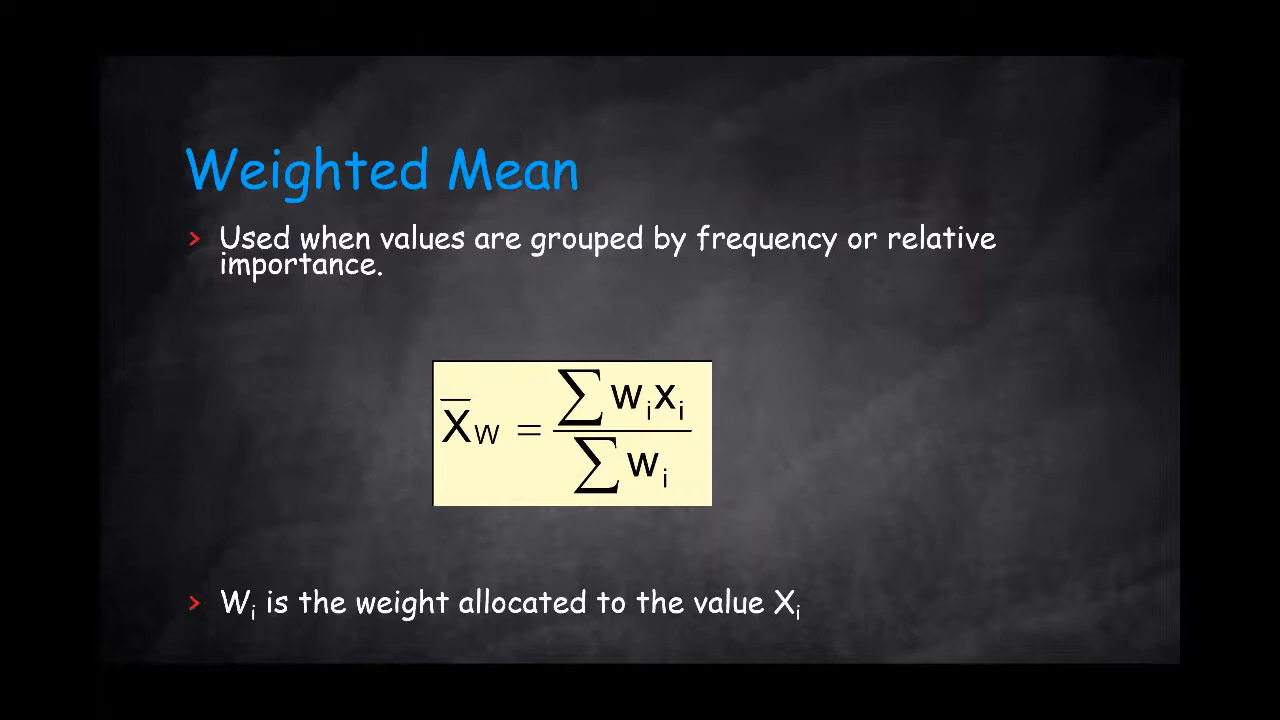 Weighted Mean
› Used when values are grouped by frequency or relative
importance.
X̅w = ∑ wᵢxᵢ / ∑ wᵢ
› Wᵢ is the weight allocated to the value Xᵢ